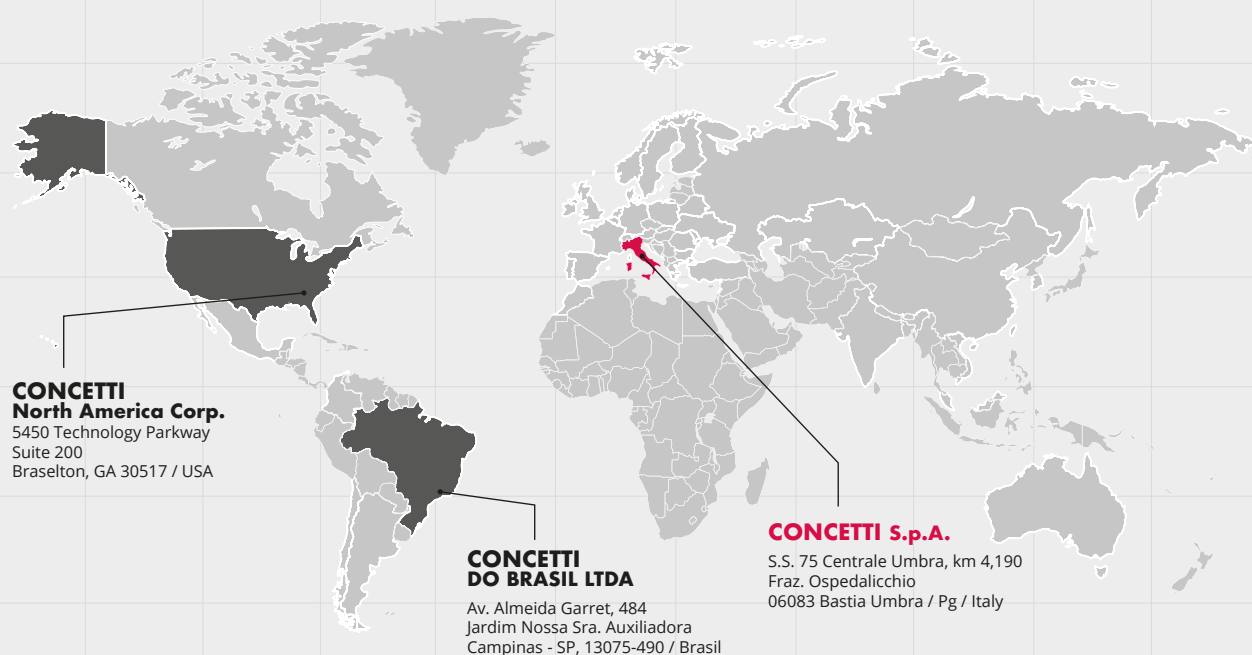 CONCETTI
North America Corp.
5450 Technology Parkway
Suite 200
Braselton, GA 30517 / USA
CONCETTI
DO BRASIL LTDA
Av. Almeida Garret, 484
Jardim Nossa Sra. Auxiliadora
Campinas - SP, 13075-490 / Brasil
CONCETTI S.p.A.
S.S. 75 Centrale Umbra, km 4,190
Fraz. Ospedalicchio
06083 Bastia Umbra / Pg / Italy